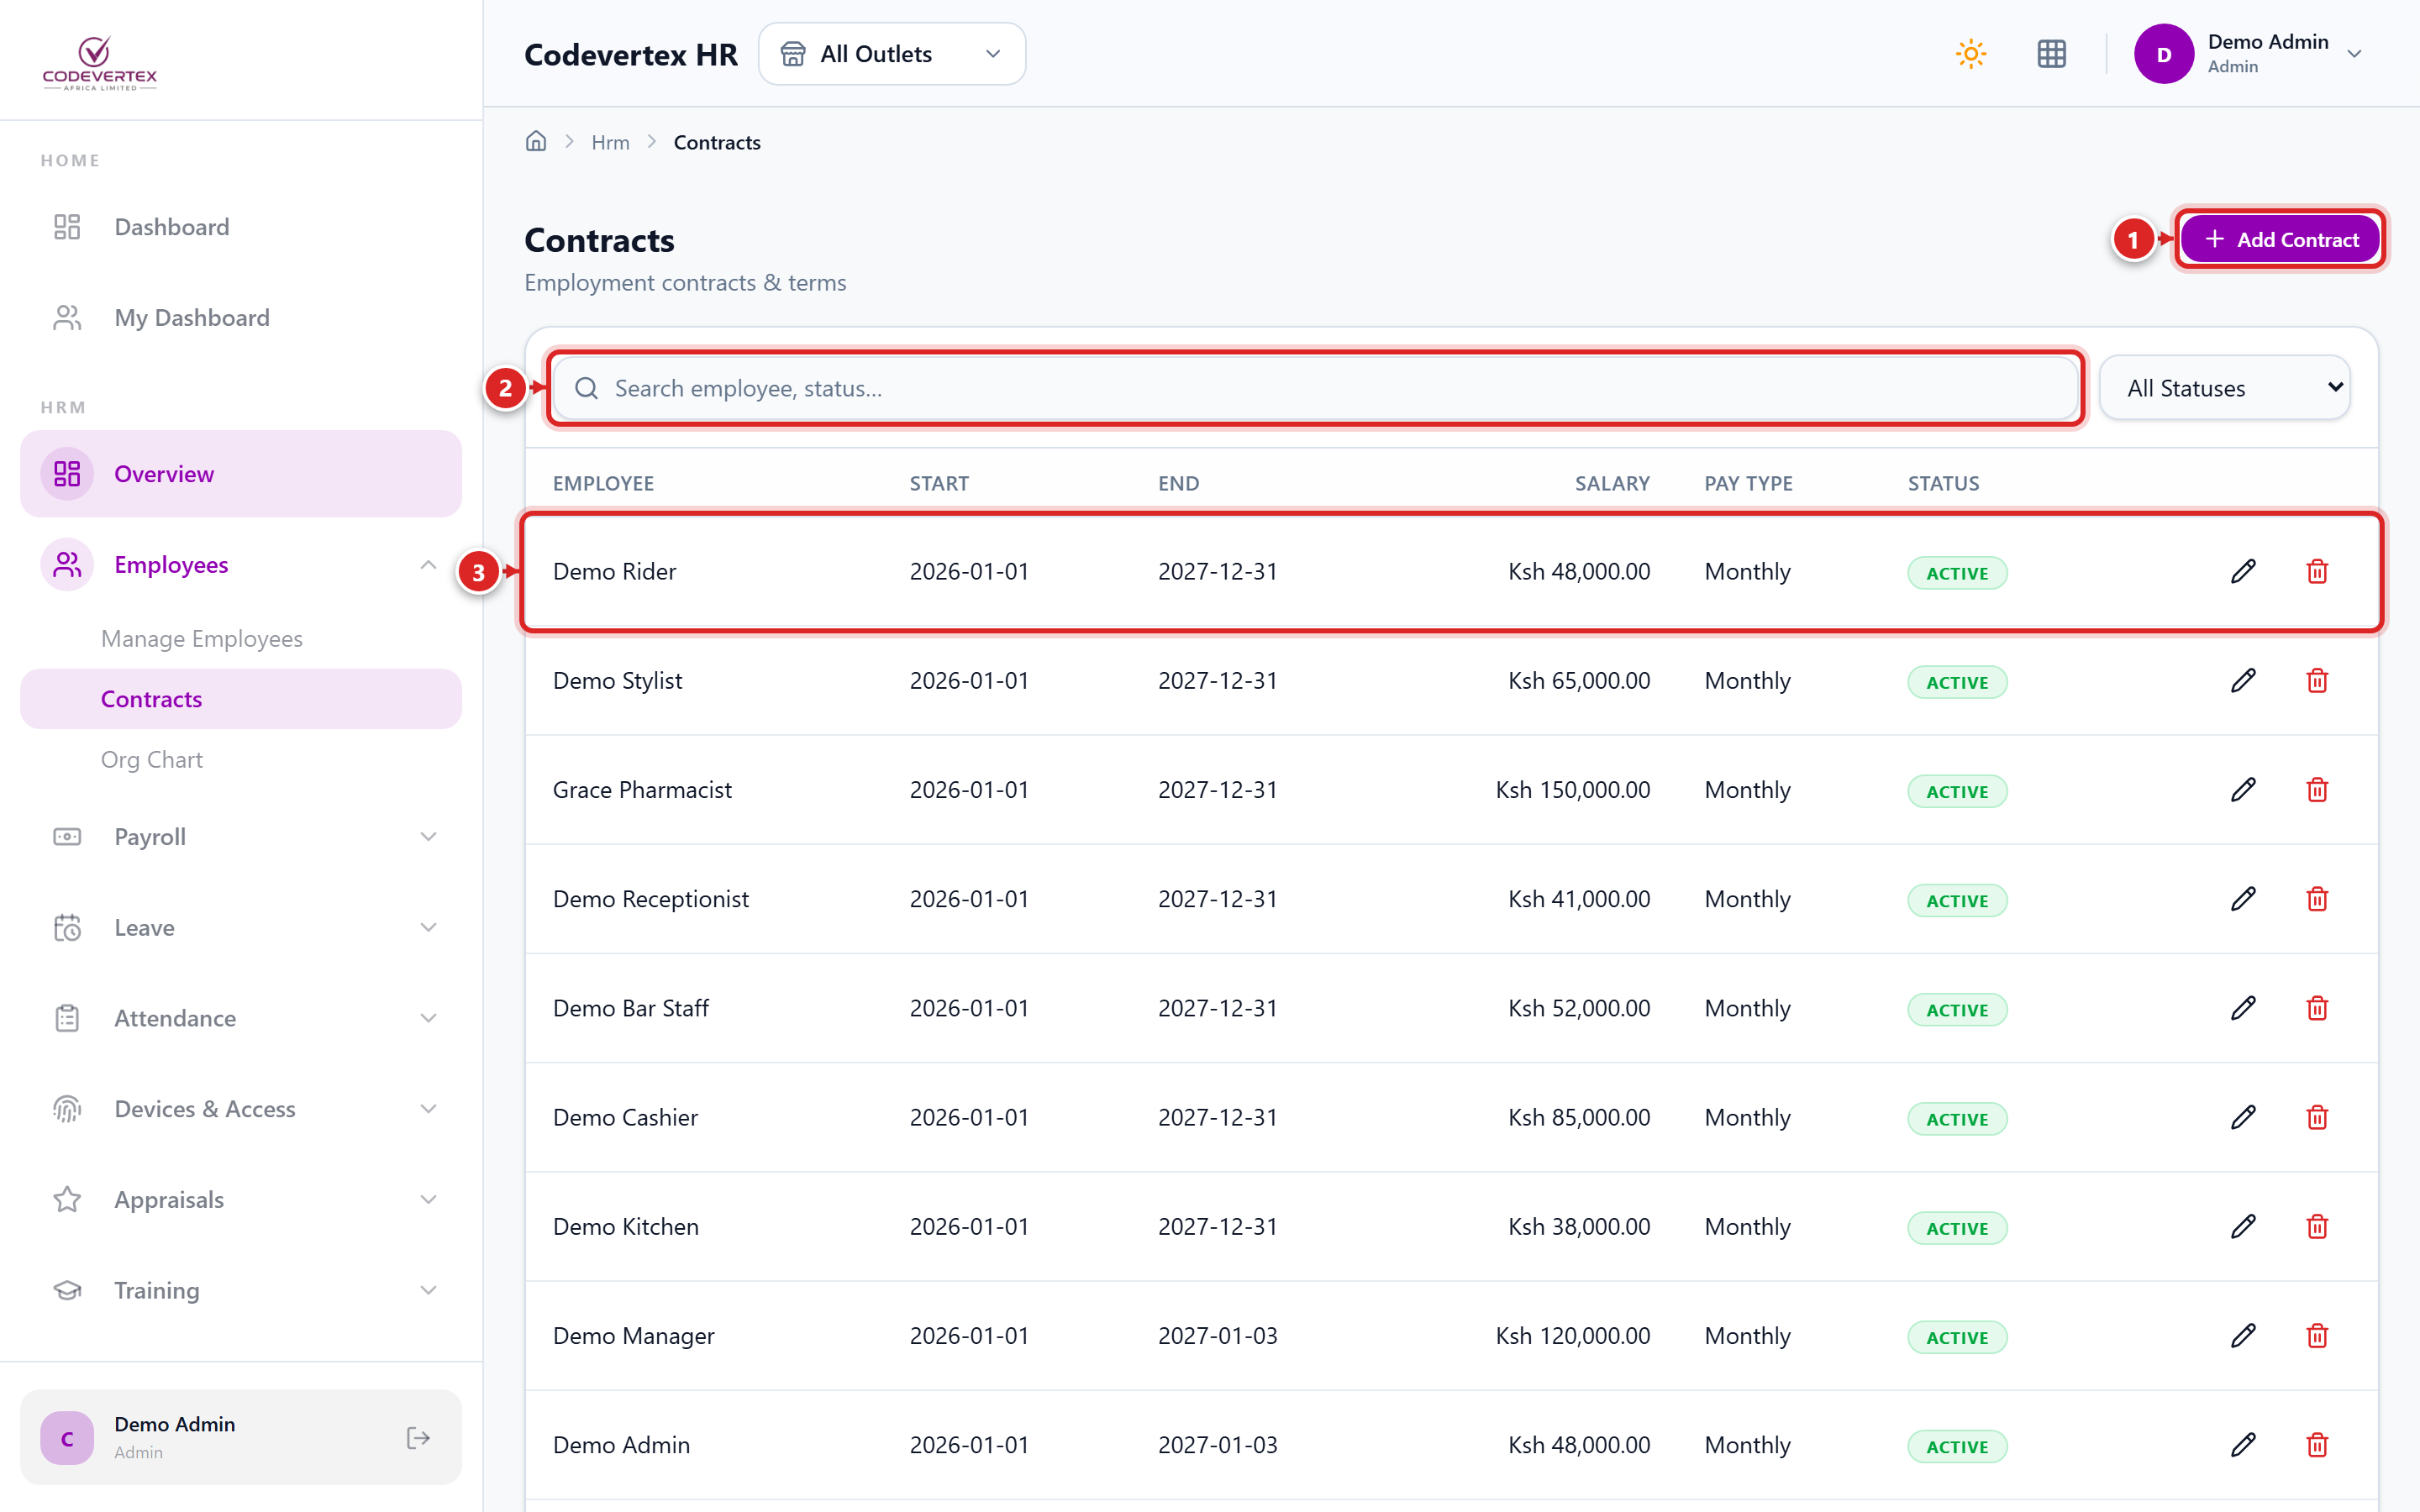 CODEVERTEX
AFRICA LIMITED
Codevertex HR
All Outlets
D
Demo Admin
Admin
HOME
Dashboard
My Dashboard
HRM
Overview
Employees
Manage Employees
Contracts
Org Chart
Payroll
Leave
Attendance
Devices & Access
Appraisals
Training
C
Demo Admin
Admin
Hrm
Contracts
Contracts
Employment contracts & terms
1
Add Contract
2
Search employee, status...
All Statuses
EMPLOYEE START END SALARY PAY TYPE STATUS
3
Demo Rider 2026-01-01 2027-12-31 Ksh 48,000.00 Monthly ACTIVE
Demo Stylist 2026-01-01 2027-12-31 Ksh 65,000.00 Monthly ACTIVE
Grace Pharmacist 2026-01-01 2027-12-31 Ksh 150,000.00 Monthly ACTIVE
Demo Receptionist 2026-01-01 2027-12-31 Ksh 41,000.00 Monthly ACTIVE
Demo Bar Staff 2026-01-01 2027-12-31 Ksh 52,000.00 Monthly ACTIVE
Demo Cashier 2026-01-01 2027-12-31 Ksh 85,000.00 Monthly ACTIVE
Demo Kitchen 2026-01-01 2027-12-31 Ksh 38,000.00 Monthly ACTIVE
Demo Manager 2026-01-01 2027-01-03 Ksh 120,000.00 Monthly ACTIVE
Demo Admin 2026-01-01 2027-01-03 Ksh 48,000.00 Monthly ACTIVE